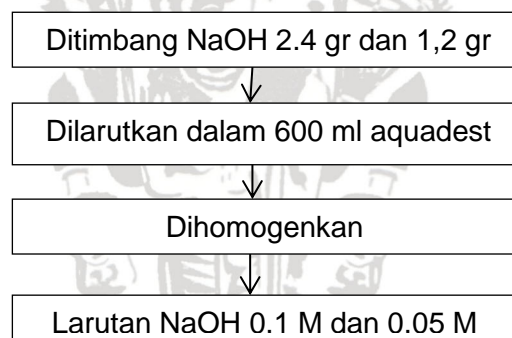 Ditimbang NaOH 2.4 gr dan 1,2 gr
Dilarutkan dalam 600 ml aquadest
Dihomogenkan
Larutan NaOH 0.1 M dan 0.05 M